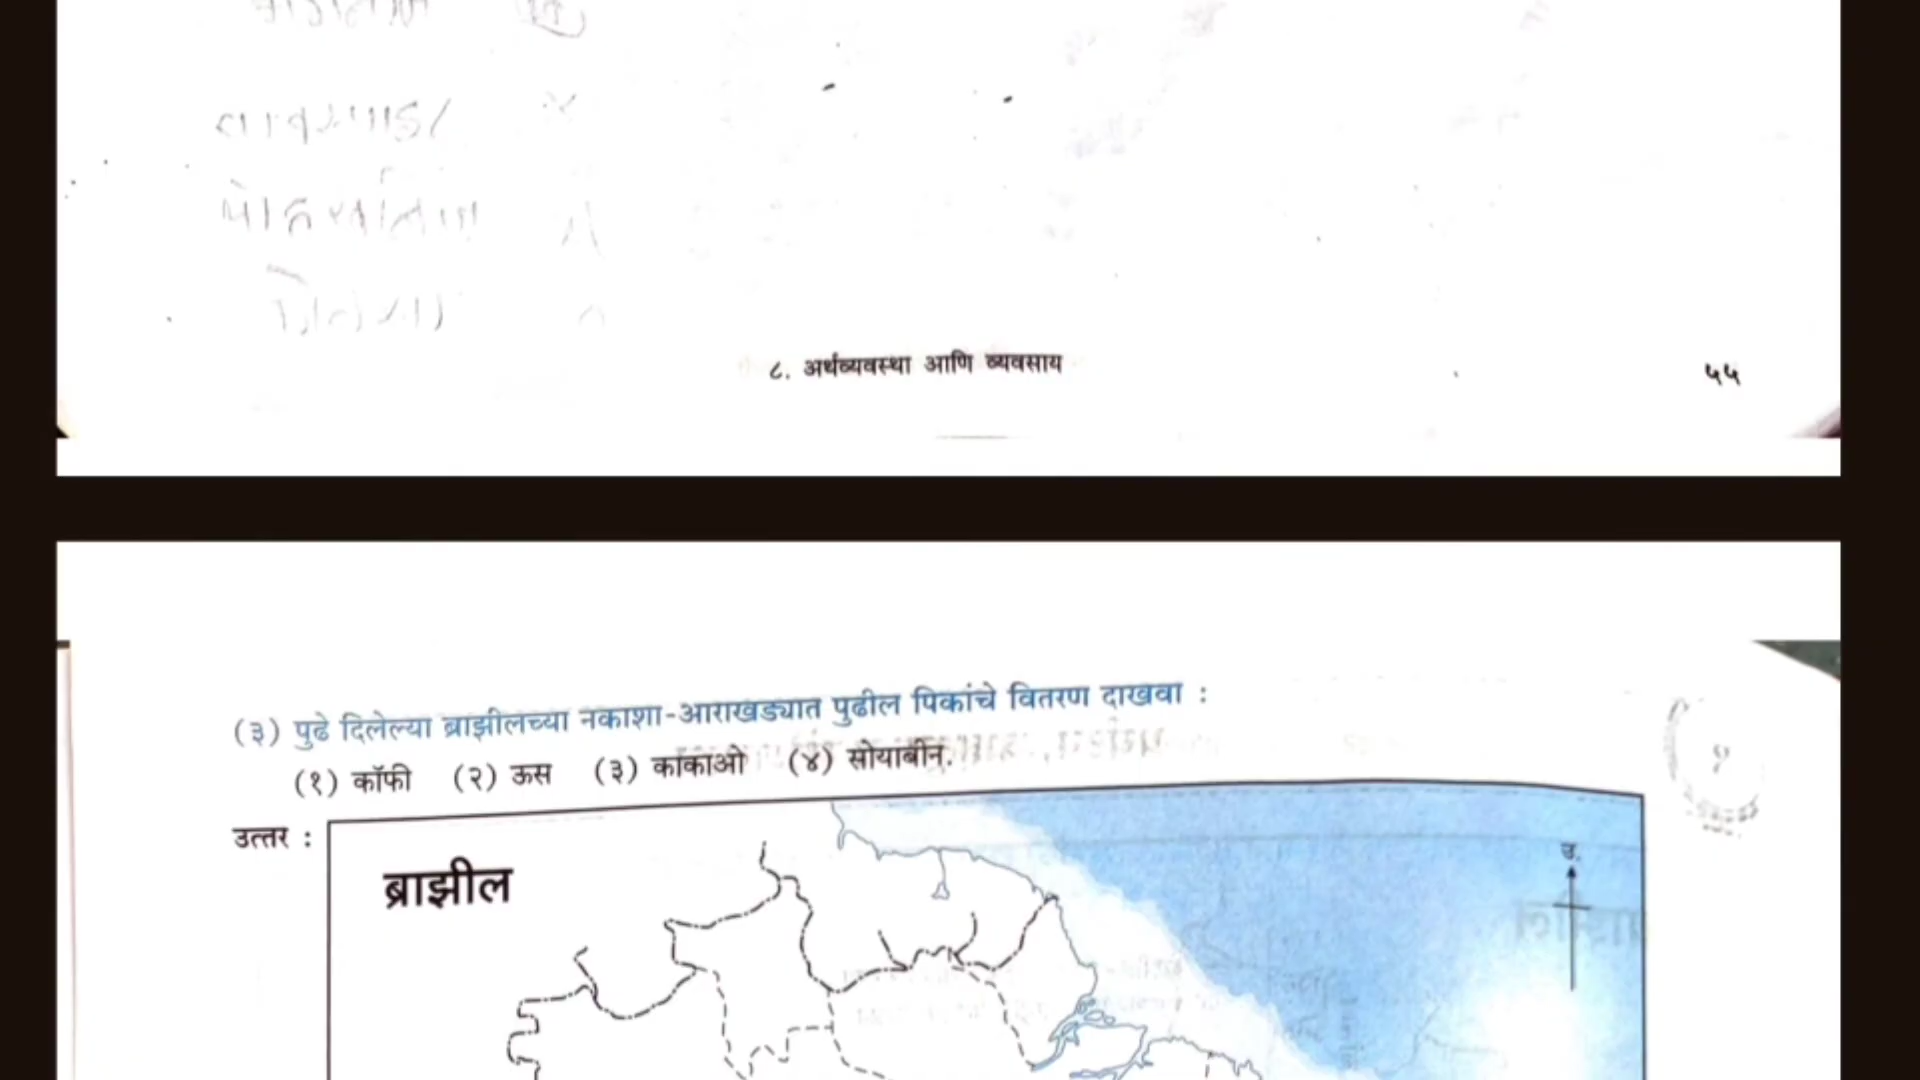 ८. अर्थव्यवस्था आणि व्यवसाय
५५
(३) पुढे दिलेल्या ब्राझीलच्या नकाशा-आराखड्यात पुढील पिकांचे वितरण दाखवा :
(१) कॉफी (२) ऊस (३) कांकाओ (४) सोयाबीन.
उत्तर :
ब्राझील
उ.